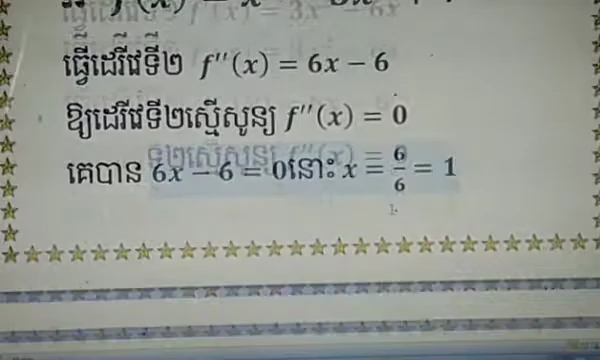 ធ្វើដេរីវេទី២ f''(x) = 6x − 6
ឱ្យដេរីវេទី២ស្មើសូន្យ f''(x) = 0
គេបាន 6x − 6 = 0នោះ x = 6/6 = 1